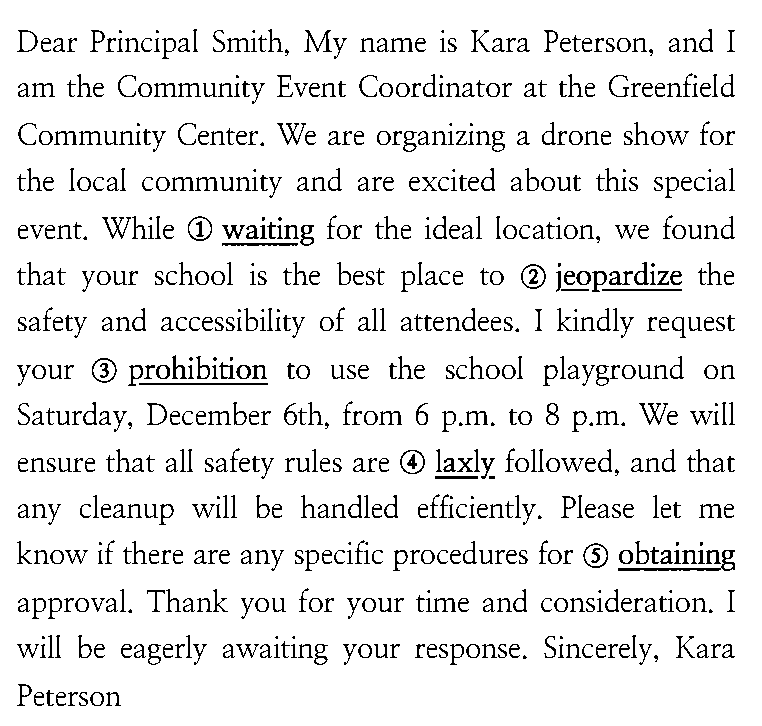 Dear Principal Smith, My name is Kara Peterson, and I
am the Community Event Coordinator at the Greenfield
Community Center. We are organizing a drone show for
the local community and are excited about this special
event. While ① waiting for the ideal location, we found
that your school is the best place to ② jeopardize the
safety and accessibility of all attendees. I kindly request
your ③ prohibition to use the school playground on
Saturday, December 6th, from 6 p.m. to 8 p.m. We will
ensure that all safety rules are ④ laxly followed, and that
any cleanup will be handled efficiently. Please let me
know if there are any specific procedures for ⑤ obtaining
approval. Thank you for your time and consideration. I
will be eagerly awaiting your response. Sincerely, Kara
Peterson